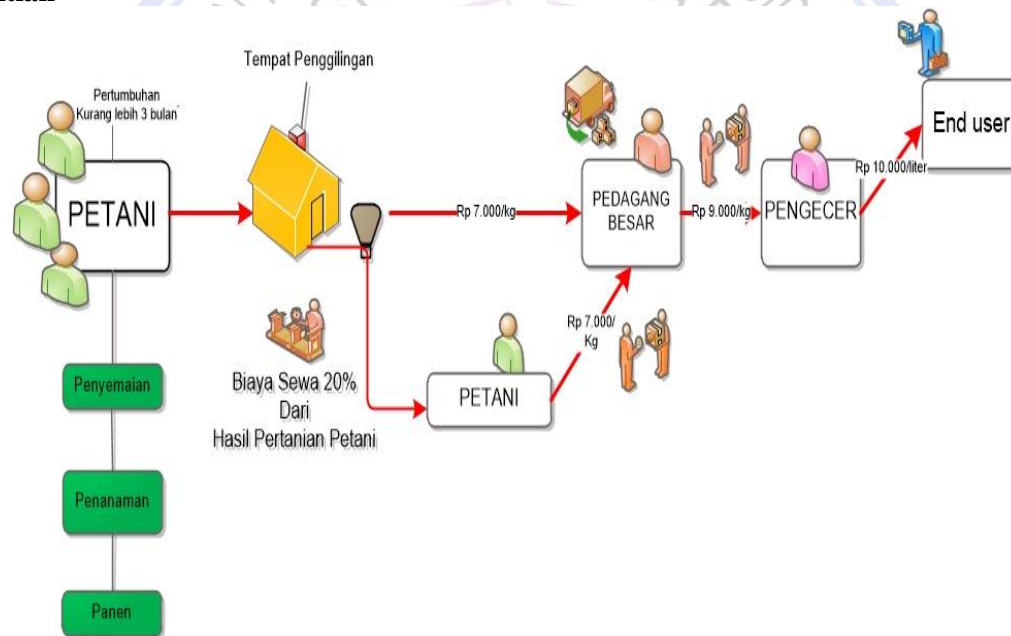 Tempat Penggilingan
Pertumbuhan
Kurang lebih 3 bulan
PETANI
Rp 7.000/kg
PEDAGANG
BESAR
Rp 9.000/kg
PENGECER
Rp 10.000/liter
End user
Rp 7.000/
Kg
PETANI
Biaya Sewa 20%
Dari
Hasil Pertanian Petani
Penyemaian
Penanaman
Panen